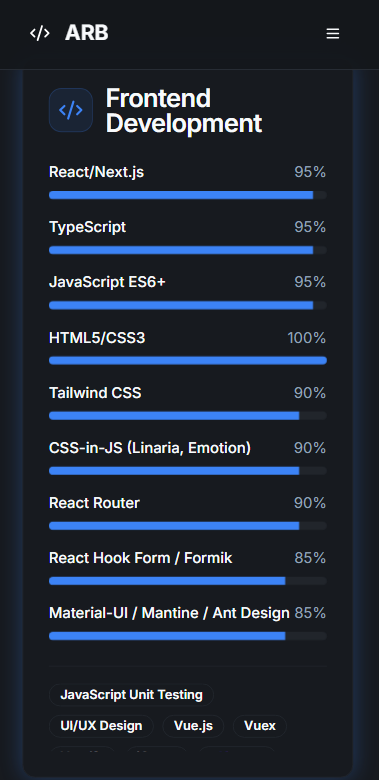 ARB
Frontend
Development
React/Next.js 95%
TypeScript 95%
JavaScript ES6+ 95%
HTML5/CSS3 100%
Tailwind CSS 90%
CSS-in-JS (Linaria, Emotion) 90%
React Router 90%
React Hook Form / Formik 85%
Material-UI / Mantine / Ant Design 85%
JavaScript Unit Testing
UI/UX Design Vue.js Vuex